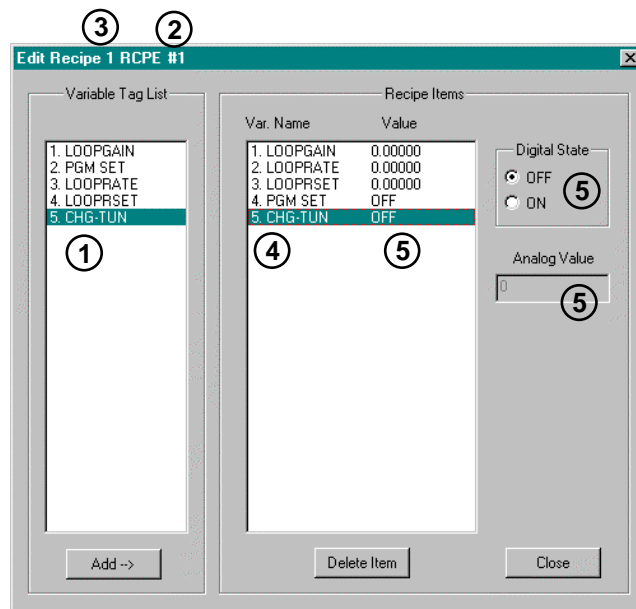 3 2
Edit Recipe 1 RCPE #1
Variable Tag List
1. LOOPGAIN
2. PGM SET
3. LOOPRATE
4. LOOPRSET
5. CHG-TUN
1
Add -->
Recipe Items
Var. Name Value
1. LOOPGAIN 0.00000
2. LOOPRATE 0.00000
3. LOOPRSET 0.00000
4. PGM SET OFF
5. CHG-TUN OFF
4 5
Delete Item
Digital State
OFF
ON
5
Analog Value
0
5
Close